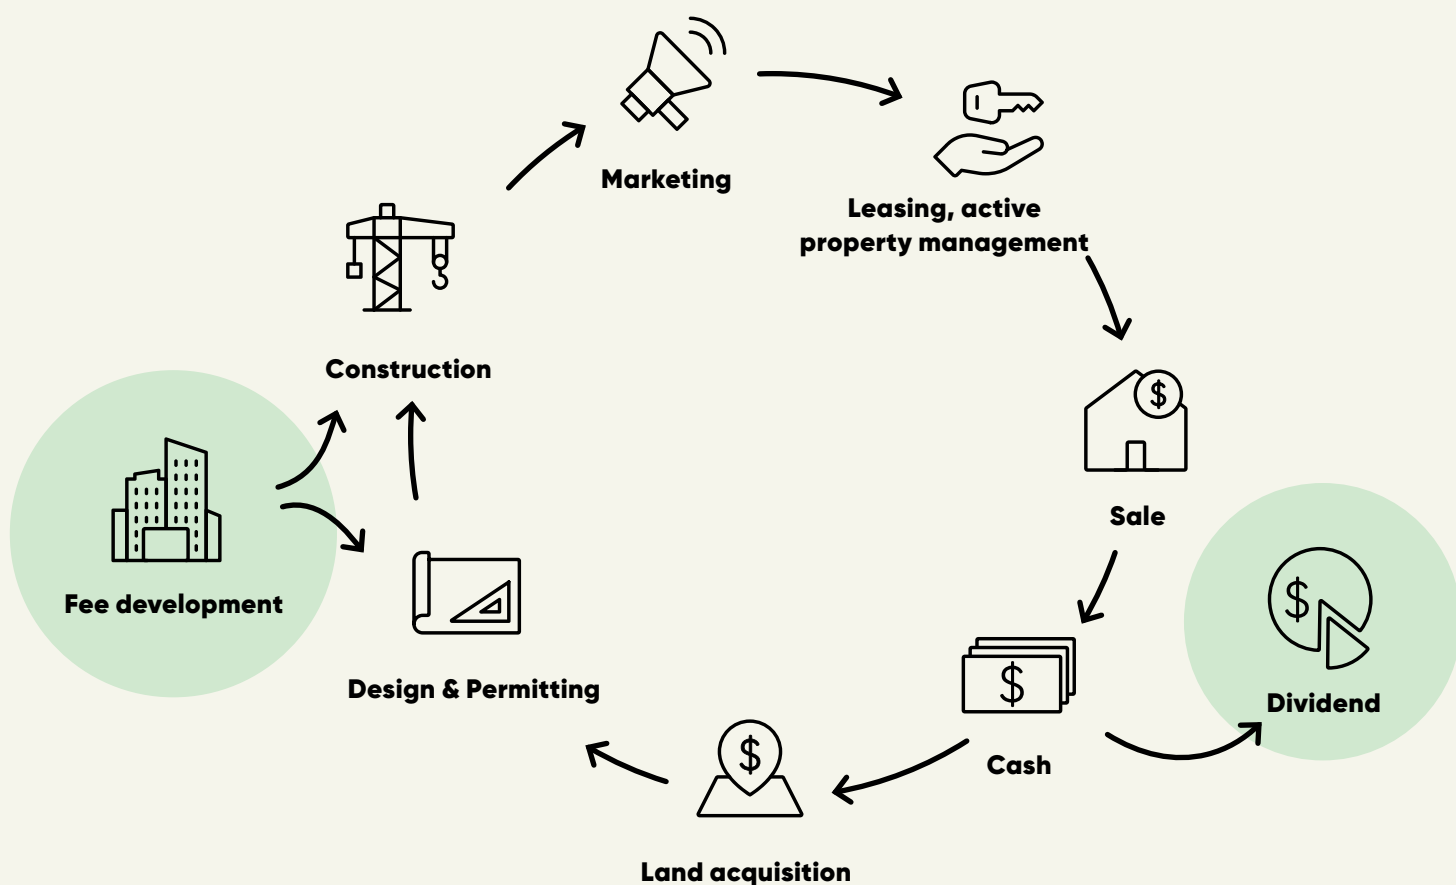 Marketing
Leasing, active
property management
Construction
Sale
Fee development
Dividend
Design & Permitting
Cash
Land acquisition